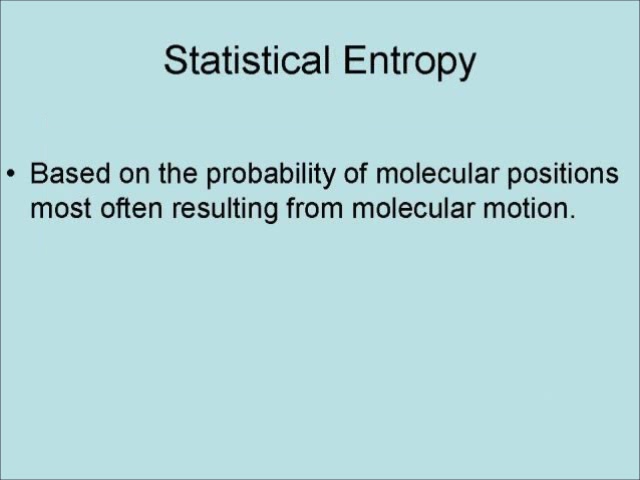 Statistical Entropy
• Based on the probability of molecular positions
most often resulting from molecular motion.